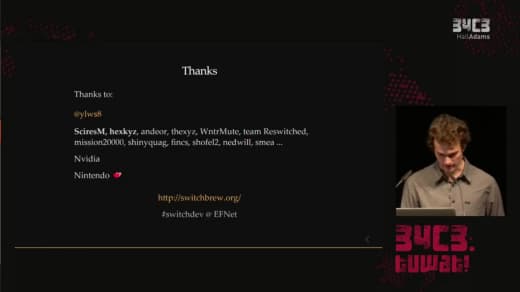 34C3
Hall Adams
Thanks
Thanks to:
@ylws8
SciresM, hexkyz, andeor, thexyz, WntrMute, team Reswitched,
mission20000, shinyquag, fincs, shofel2, nedwill, smea ...
Nvidia
Nintendo
http://switchbrew.org/
#switchdev @ EFNet
34C3.
tuwat!